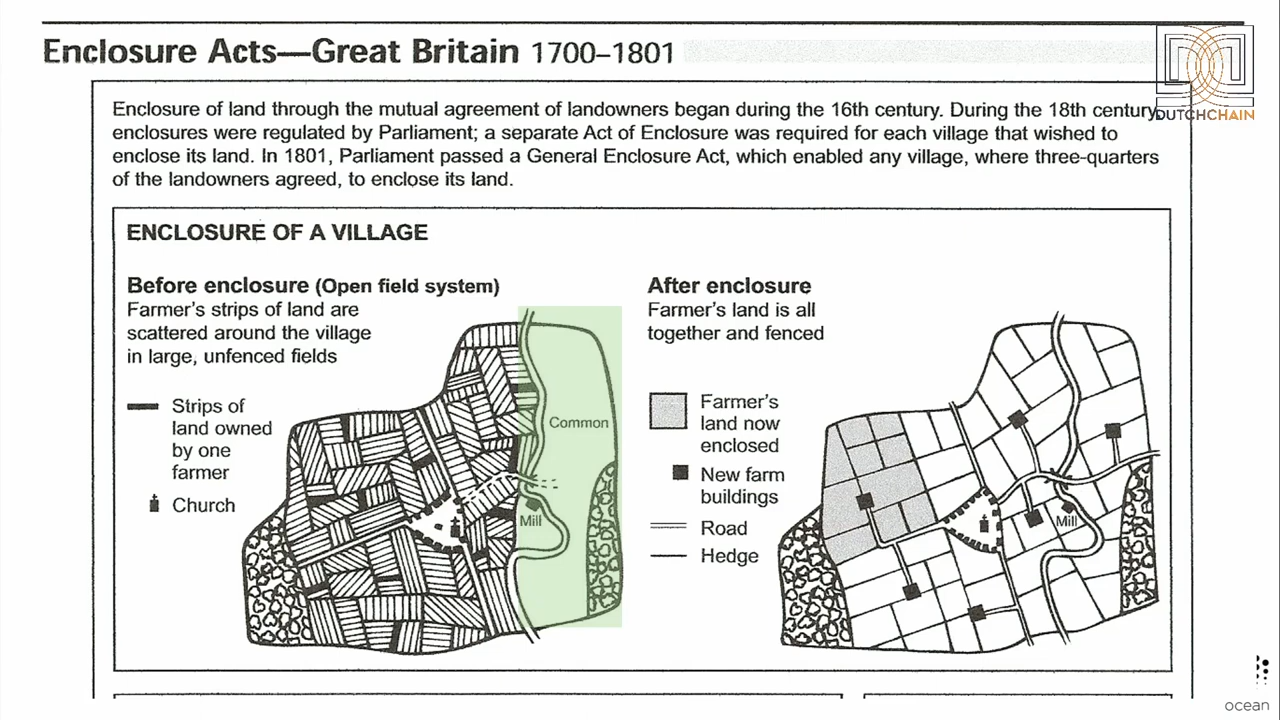 Enclosure Acts—Great Britain 1700–1801
DUTCHCHAIN
Enclosure of land through the mutual agreement of landowners began during the 16th century. During the 18th century,
enclosures were regulated by Parliament; a separate Act of Enclosure was required for each village that wished to
enclose its land. In 1801, Parliament passed a General Enclosure Act, which enabled any village, where three-quarters
of the landowners agreed, to enclose its land.
ENCLOSURE OF A VILLAGE
Before enclosure (Open field system)
Farmer's strips of land are
scattered around the village
in large, unfenced fields
Strips of
land owned
by one
farmer
Church
Common
Mill
After enclosure
Farmer's land is all
together and fenced
Farmer's
land now
enclosed
New farm
buildings
Road
Hedge
Mill
ocean